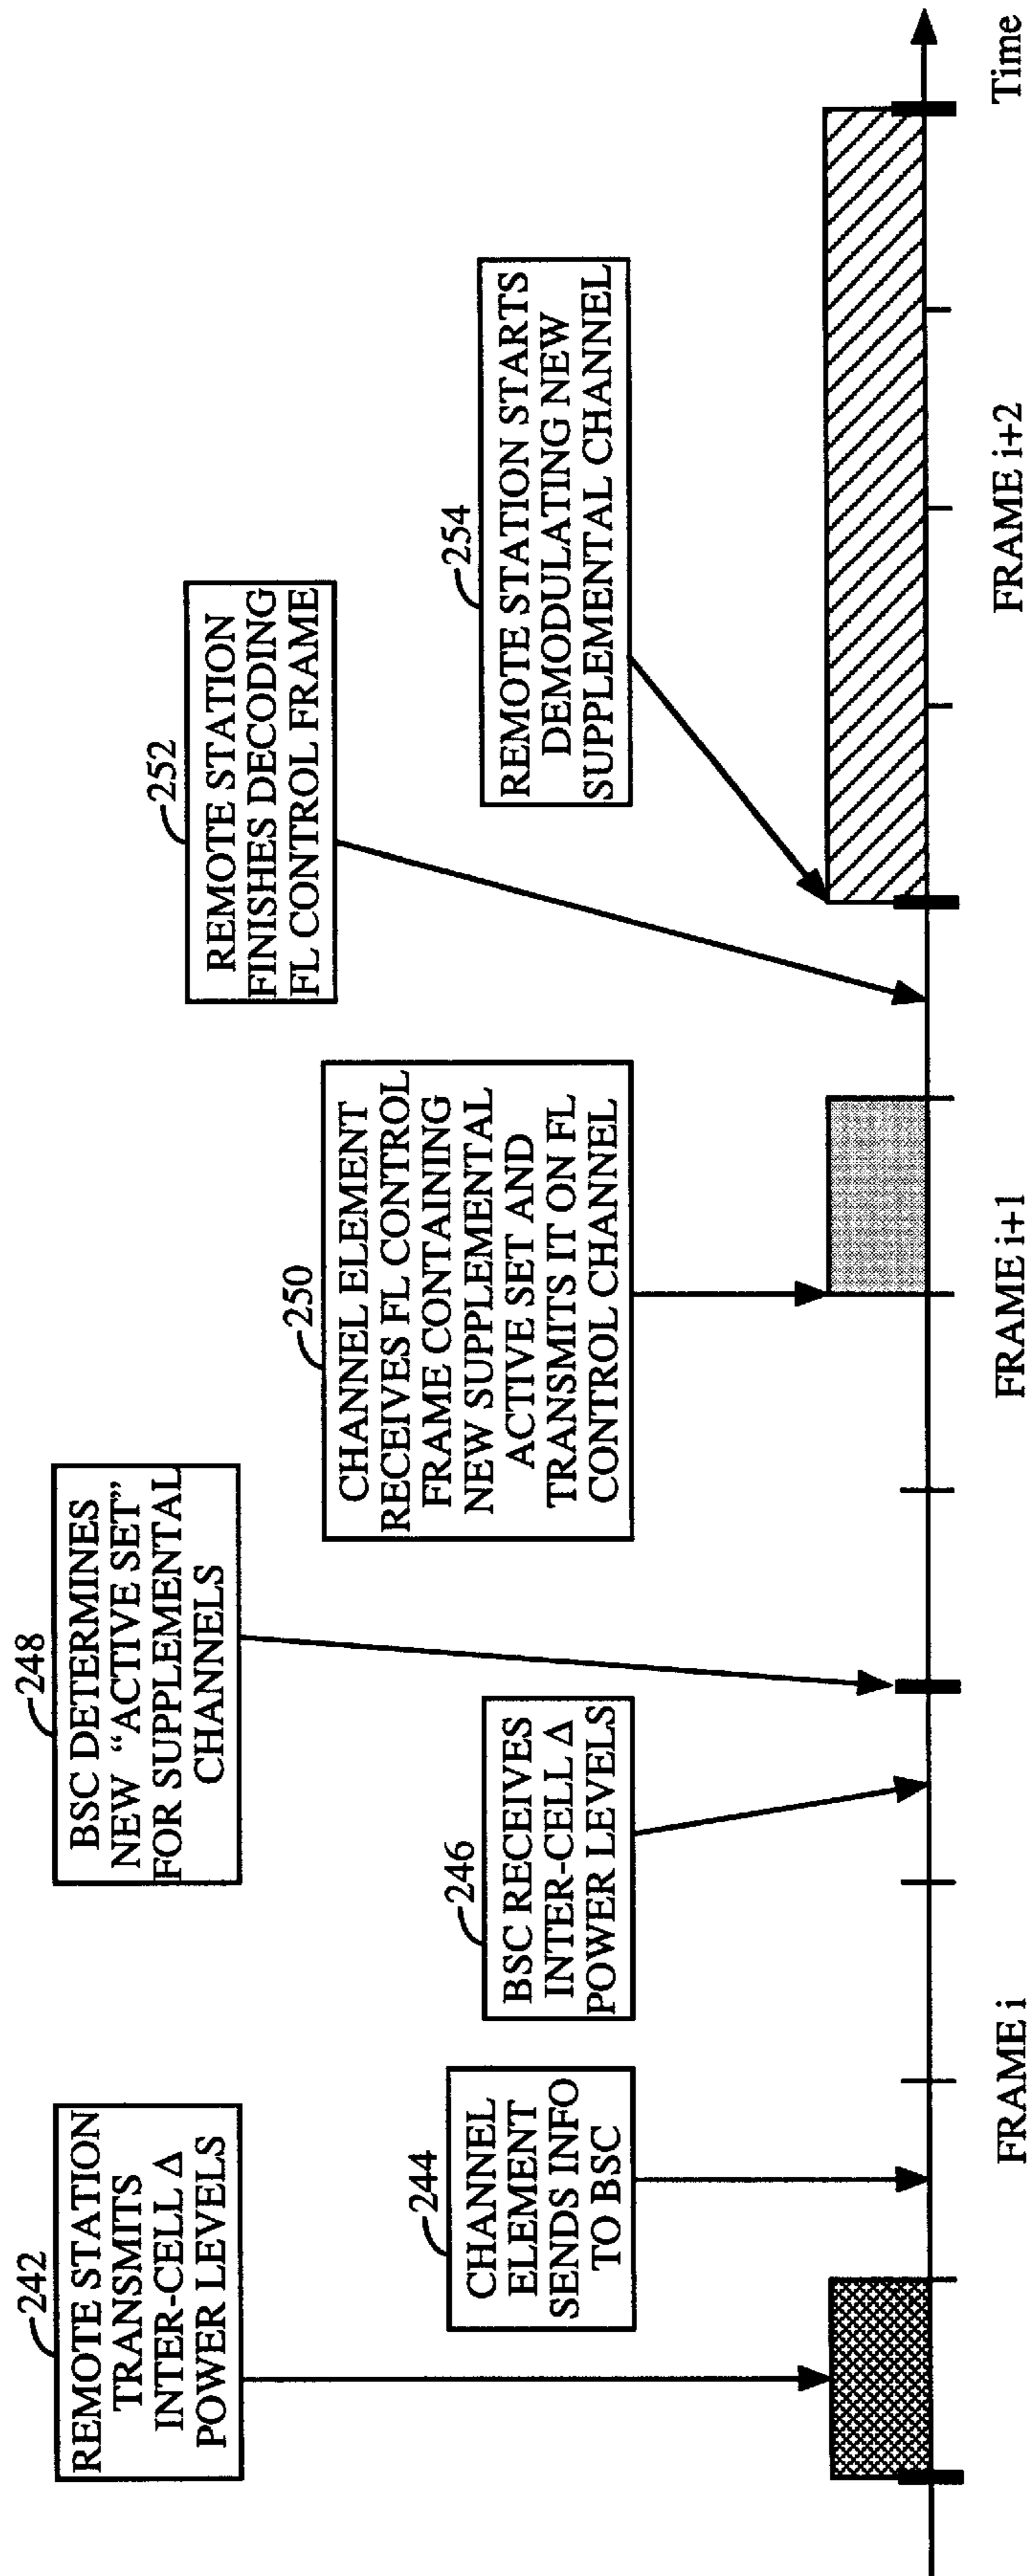 242
REMOTE STATION
TRANSMITS
INTER-CELL Δ
POWER LEVELS
244
CHANNEL
ELEMENT
SENDS INFO
TO BSC
246
BSC RECEIVES
INTER-CELL Δ
POWER LEVELS
248
BSC DETERMINES
NEW “ACTIVE SET”
FOR SUPPLEMENTAL
CHANNELS
250
CHANNEL ELEMENT
RECEIVES FL CONTROL
FRAME CONTAINING
NEW SUPPLEMENTAL
ACTIVE SET AND
TRANSMITS IT ON FL
CONTROL CHANNEL
252
REMOTE STATION
FINISHES DECODING
FL CONTROL FRAME
254
REMOTE STATION STARTS
DEMODULATING NEW
SUPPLEMENTAL CHANNEL
FRAME i
FRAME i+1
FRAME i+2
Time